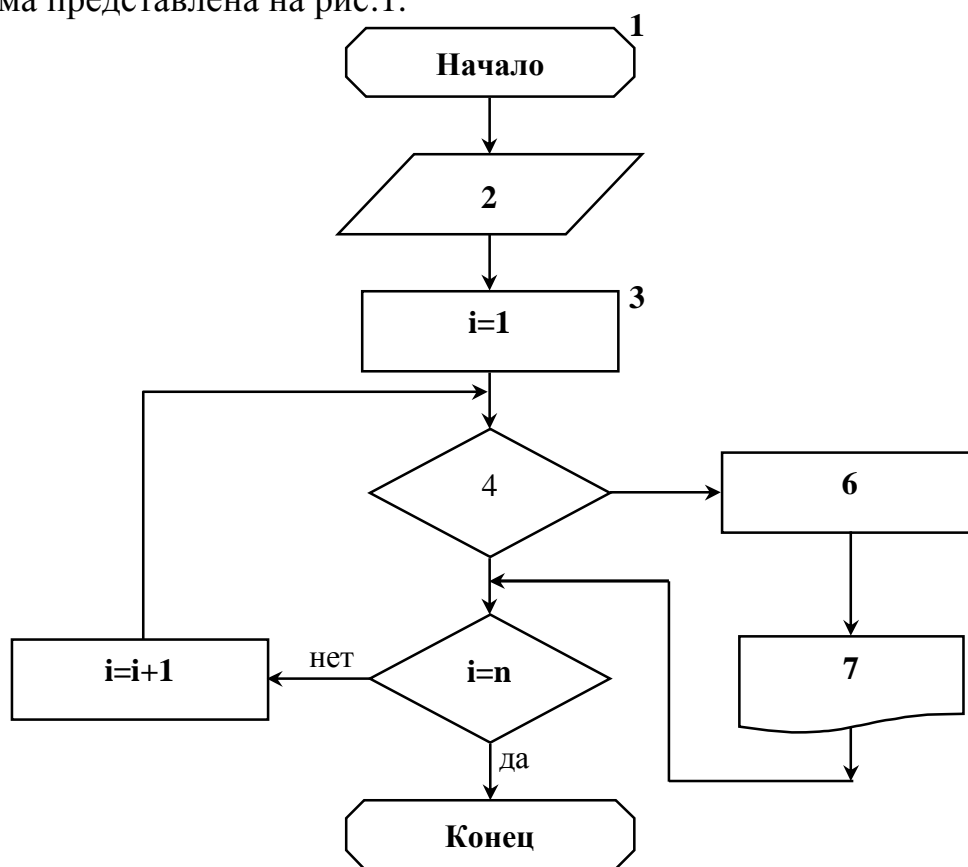 ма представлена на рис.1.
1
Начало
2
3
i=1
4
6
нет
i=i+1
i=n
7
да
Конец